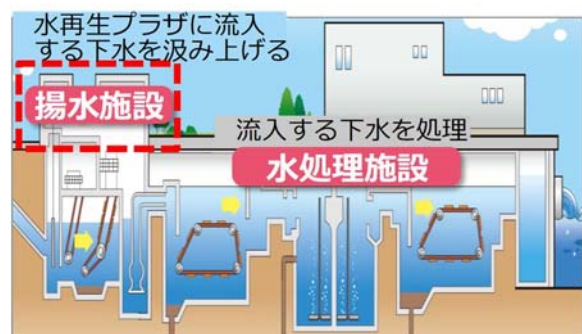 水再生プラザに流入
する下水を汲み上げる
揚水施設
流入する下水を処理
水処理施設